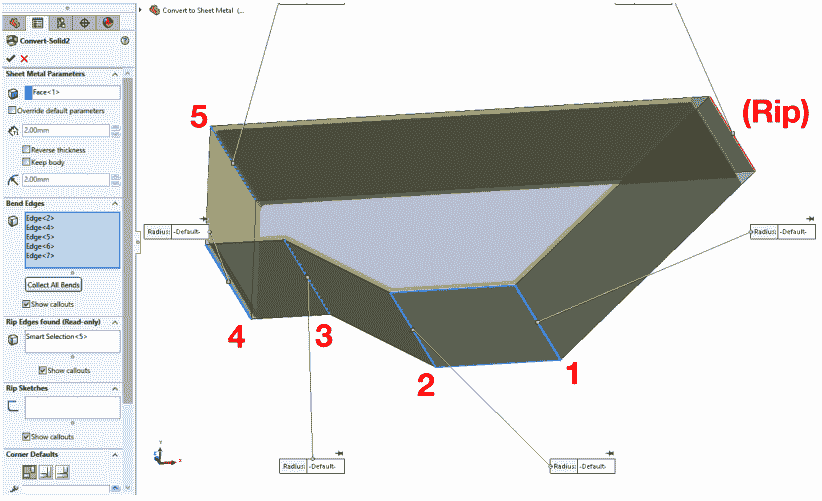 Convert to Sheet Metal (...
Convert-Solid2
Sheet Metal Parameters
Face<1>
Override default parameters
2.00mm
Reverse thickness
Keep body
2.00mm
Bend Edges
Edge<2>
Edge<4>
Edge<5>
Edge<6>
Edge<7>
Collect All Bends
Show callouts
Rip Edges found (Read-only)
Smart Selection<5>
Show callouts
Rip Sketches
Show callouts
Corner Defaults
5
(Rip)
Radius: -Default-
Radius: -Default-
4
3
2
1
Radius: -Default-
Radius: -Default-
Y
X